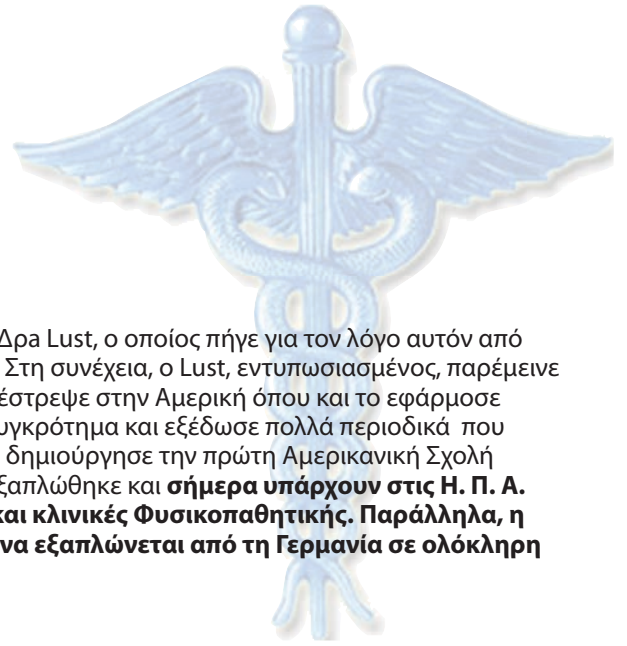 Δρa Lust, ο οποίος πήγε για τον λόγο αυτόν από
Στη συνέχεια, ο Lust, εντυπωσιασμένος, παρέμεινε
έστρεψε στην Αμερική όπου και το εφάρμοσε
υγκρότημα και εξέδωσε πολλά περιοδικά που
δημιούργησε την πρώτη Αμερικανική Σχολή
ξαπλώθηκε και σήμερα υπάρχουν στις Η. Π. Α.
και κλινικές Φυσικοπαθητικής. Παράλληλα, η
να εξαπλώνεται από τη Γερμανία σε ολόκληρη